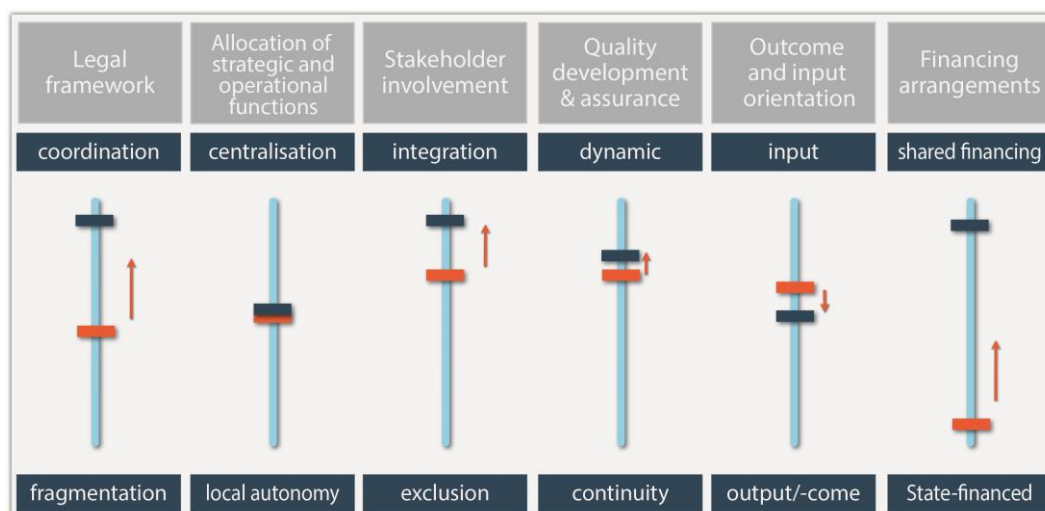 Legal
framework
Allocation of
strategic and
operational
functions
Stakeholder
involvement
Quality
development
& assurance
Outcome
and input
orientation
Financing
arrangements
coordination
centralisation
integration
dynamic
input
shared financing
fragmentation
local autonomy
exclusion
continuity
output/-come
State-financed